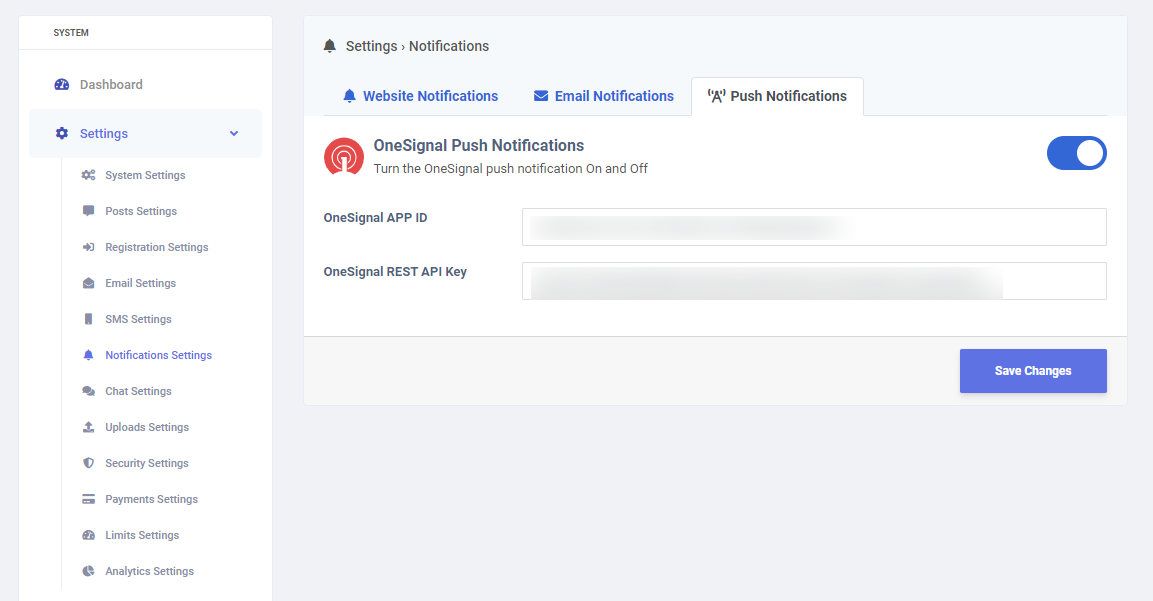 SYSTEM
Dashboard
Settings
System Settings
Posts Settings
Registration Settings
Email Settings
SMS Settings
Notifications Settings
Chat Settings
Uploads Settings
Security Settings
Payments Settings
Limits Settings
Analytics Settings
Settings › Notifications
Website Notifications
Email Notifications
Push Notifications
OneSignal Push Notifications
Turn the OneSignal push notification On and Off
OneSignal APP ID
OneSignal REST API Key
Save Changes